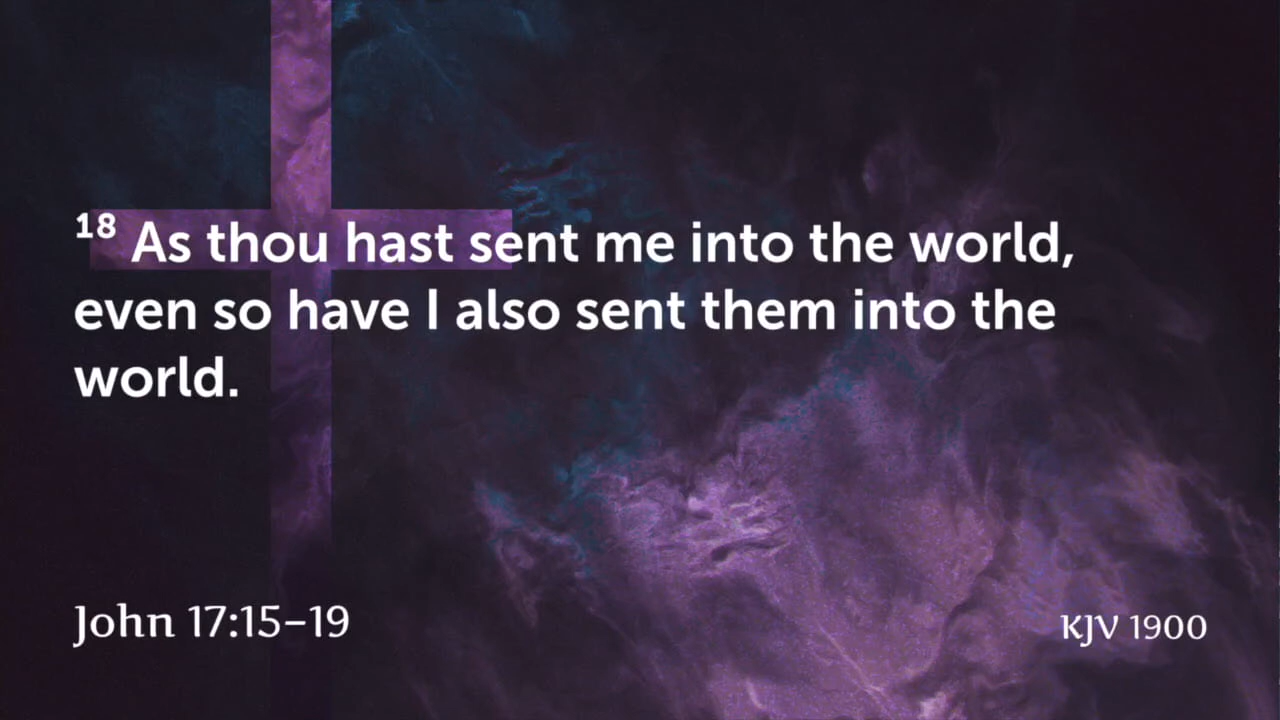 18 As thou hast sent me into the world,
even so have I also sent them into the
world.
John 17:15–19
KJV 1900